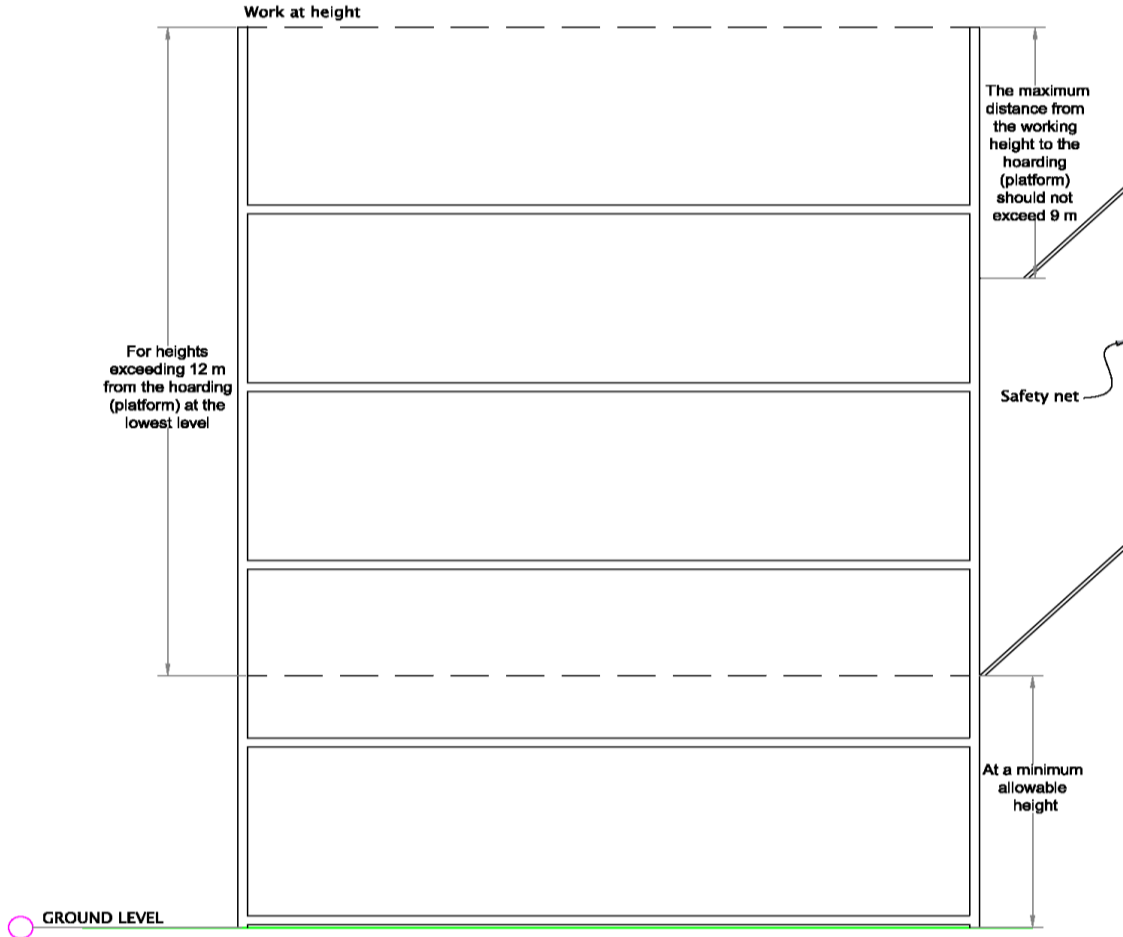 Work at height
The maximum
distance from
the working
height to the
hoarding
(platform)
should not
exceed 9 m
For heights
exceeding 12 m
from the hoarding
(platform) at the
lowest level
Safety net
At a minimum
allowable
height
GROUND LEVEL